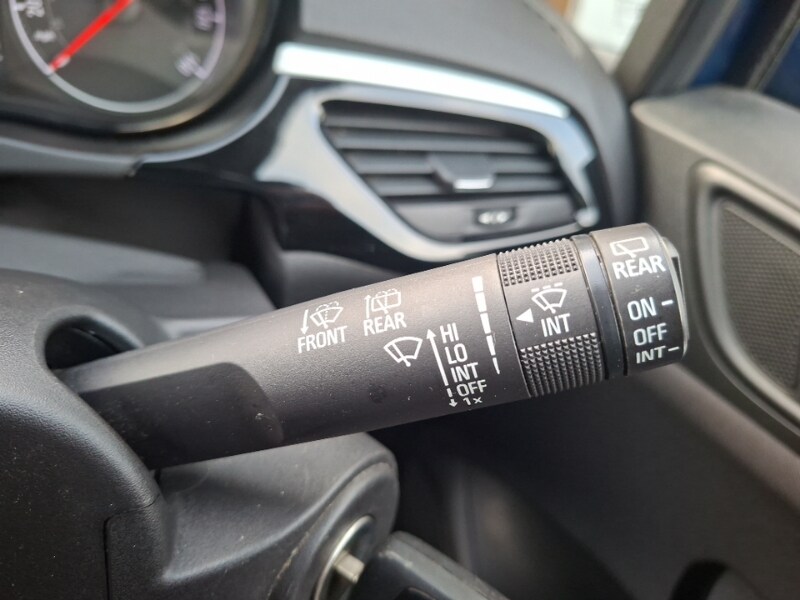 FRONT
REAR
HI
LO
INT
OFF
1x
INT
REAR
ON
OFF
INT